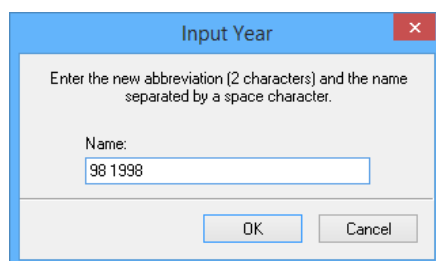 Input Year
Enter the new abbreviation (2 characters) and the name
separated by a space character.
Name:
98 1998
OK Cancel